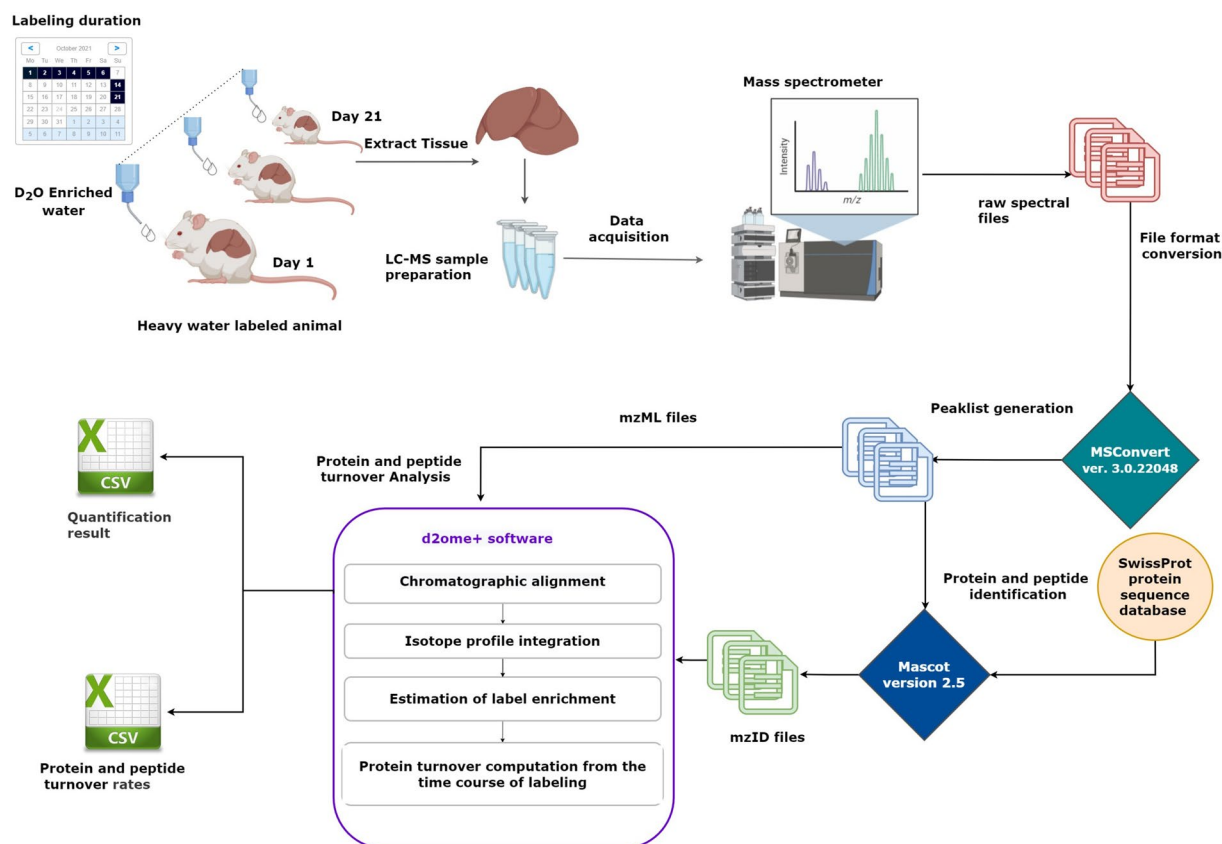 Labeling duration
< October 2021 >
Mo Tu We Th Fr Sa Su
1 2 3 4 5 6 7
8 9 10 11 12 13 14
15 16 17 18 19 20 21
22 23 24 25 26 27 28
29 30 31 1 2 3 4
5 6 7 8 9 10 11
D2O Enriched
water
Day 21
Day 1
Heavy water labeled animal
Extract Tissue
LC-MS sample
preparation
Data
acquisition
Mass spectrometer
Intensity
m/z
raw spectral
files
File format
conversion
MSConvert
ver. 3.0.22048
Peaklist generation
mzML files
Protein and peptide
turnover Analysis
SwissProt
protein
sequence
database
Protein and peptide
identification
Mascot
version 2.5
mzID files
d2ome+ software
Chromatographic alignment
Isotope profile integration
Estimation of label enrichment
Protein turnover computation from the
time course of labeling
X
CSV
Quantification
result
X
CSV
Protein and peptide
turnover rates